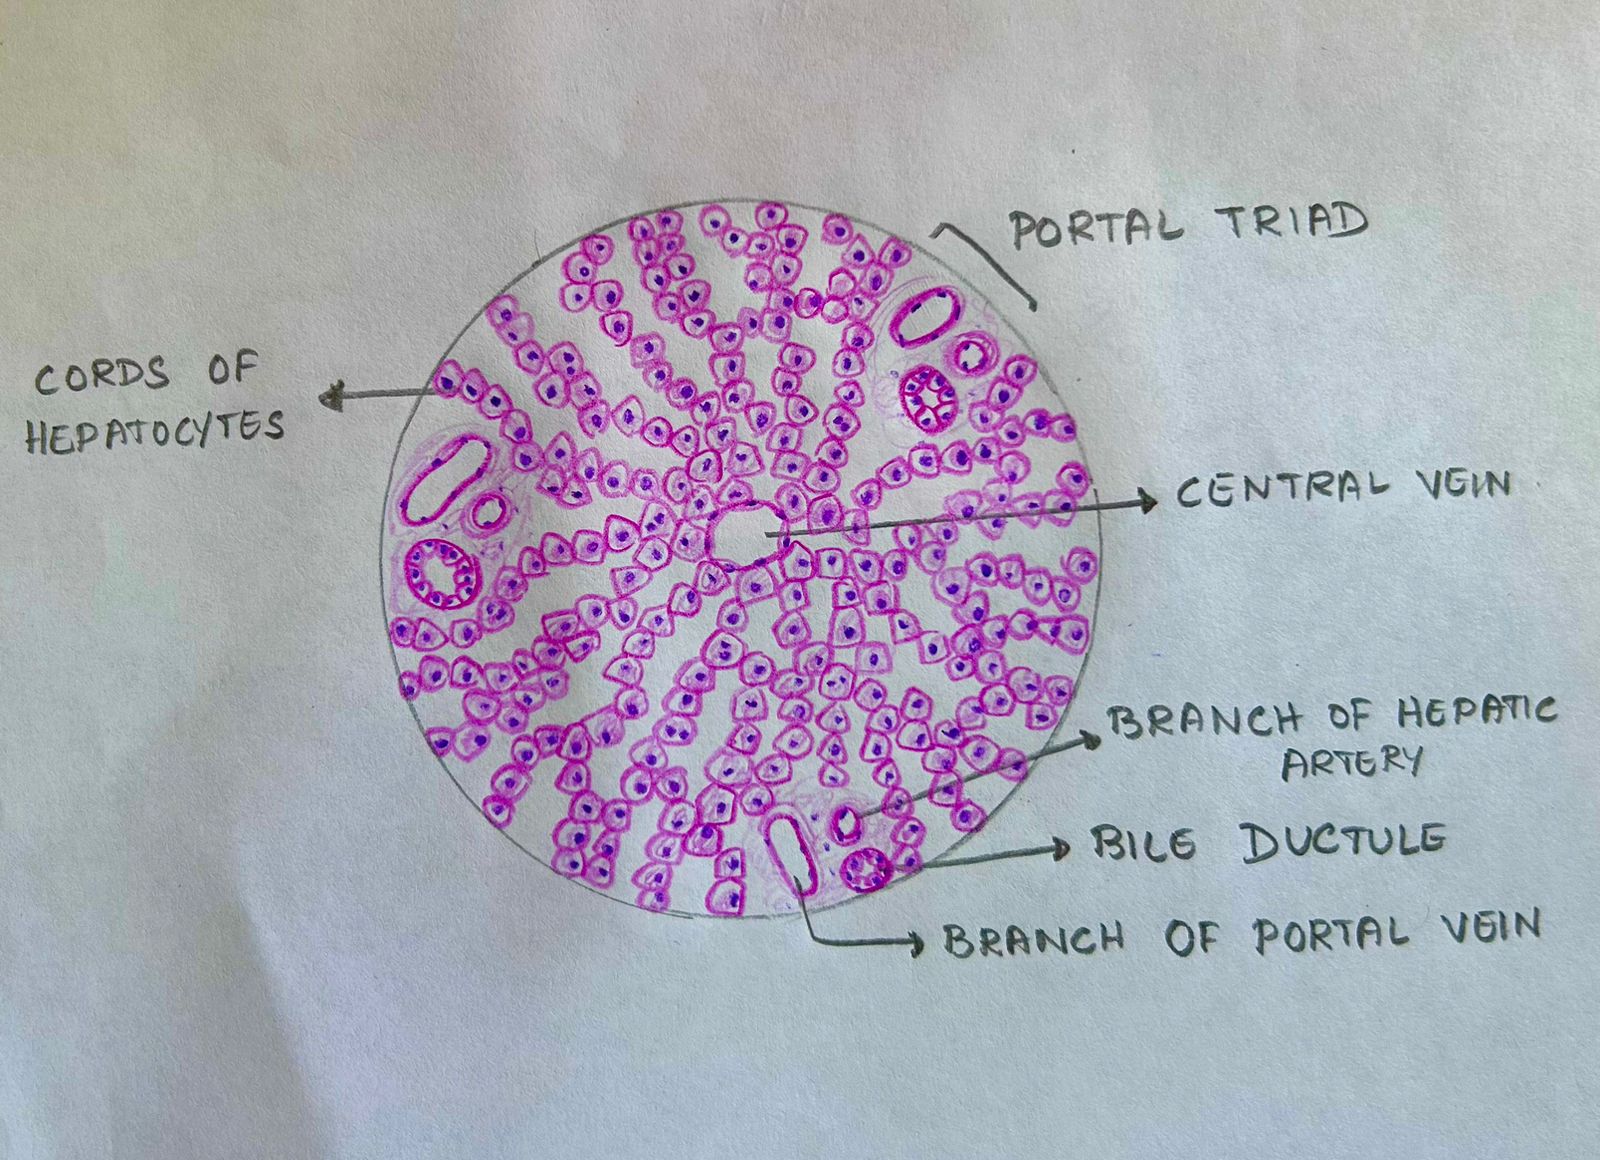 PORTAL TRIAD
CORDS OF
HEPATOCYTES
CENTRAL VEIN
BRANCH OF HEPATIC
ARTERY
BILE DUCTULE
BRANCH OF PORTAL VEIN